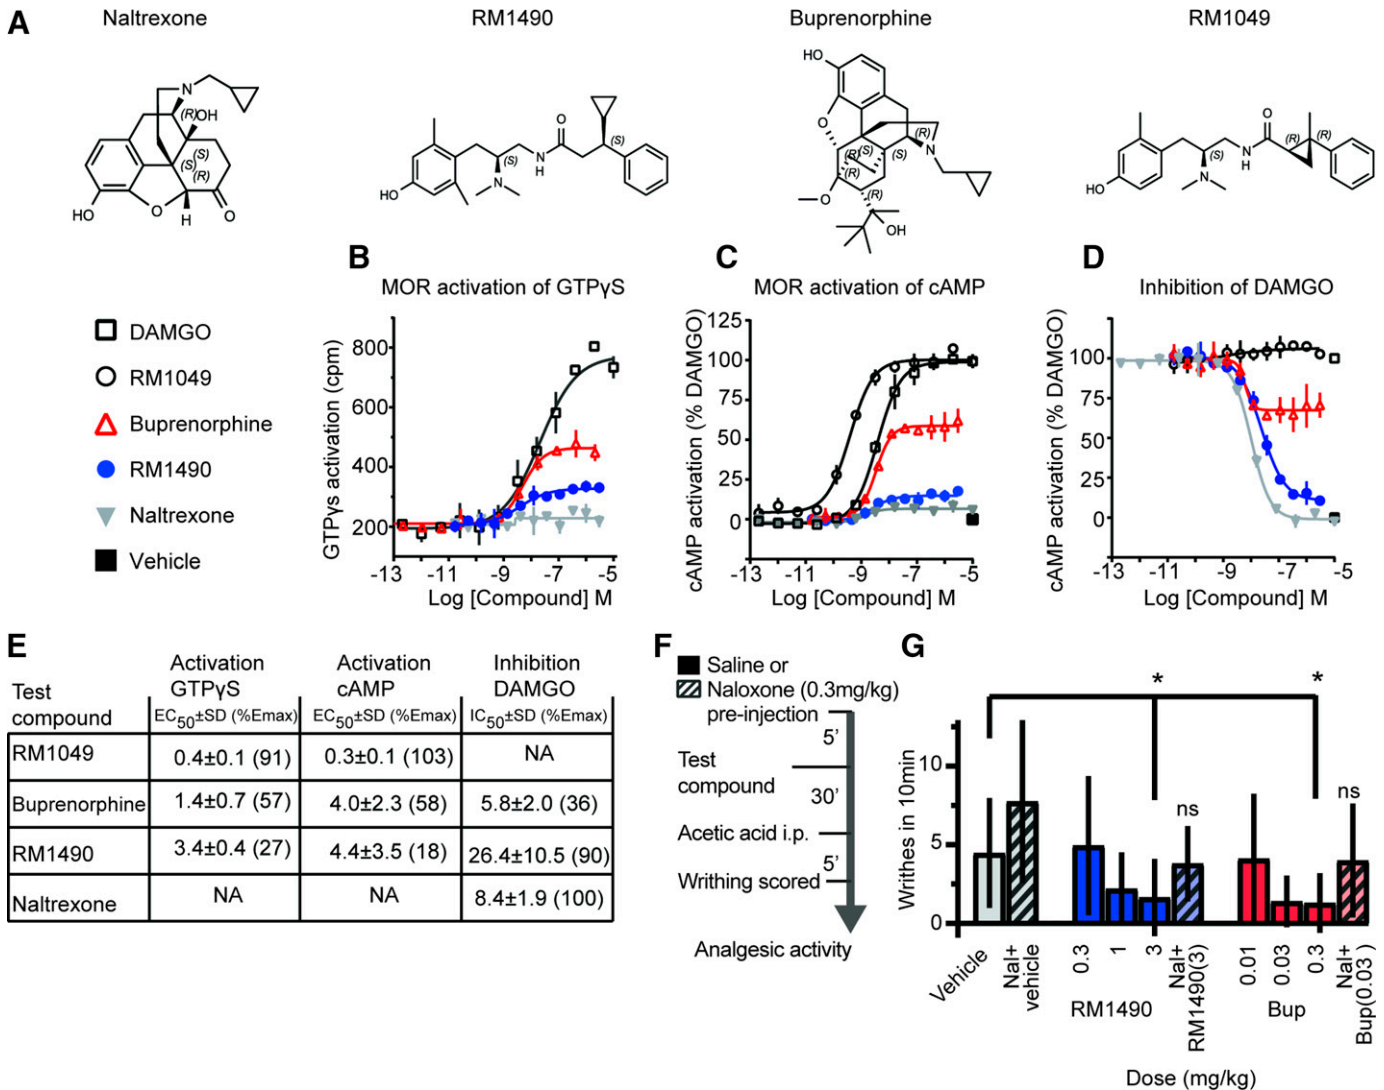 A
Naltrexone
RM1490
Buprenorphine
RM1049
N
(R)
OH
(S)
(S)
(R)
HO
O
H
O
HO
N
(S)
N
H
O
(S)
HO
O
(R)
(S)
(R)
(R)
(S)
N
O
(R)
OH
HO
N
(S)
N
H
O
(R)
(R)
B
MOR activation of GTPγS
C
MOR activation of cAMP
D
Inhibition of DAMGO
DAMGO
RM1049
Buprenorphine
RM1490
Naltrexone
Vehicle
GTPγs activation (cpm)
800
600
400
200
-13
-9
-7
-5
Log [Compound] M
cAMP activation (% DAMGO)
125
100
75
50
25
0
-13
-11
-9
-7
-5
Log [Compound] M
cAMP activation (% DAMGO)
100
75
50
25
0
-13
-11
-9
-7
-5
Log [Compound] M
E
Test compound
Activation GTPγS
EC50±SD (%Emax)
Activation cAMP
EC50±SD (%Emax)
Inhibition DAMGO
IC50±SD (%Emax)
RM1049 0.4±0.1 (91) 0.3±0.1 (103) NA
Buprenorphine 1.4±0.7 (57) 4.0±2.3 (58) 5.8±2.0 (36)
RM1490 3.4±0.4 (27) 4.4±3.5 (18) 26.4±10.5 (90)
Naltrexone NA NA 8.4±1.9 (100)
F
Saline or
Naloxone (0.3mg/kg)
pre-injection
5’
Test
compound
30’
Acetic acid i.p.
5’
Writhing scored
Analgesic activity
G
*
*
Writhes in 10min
10
5
0
ns
ns
Vehicle
Nal+
vehicle
0.3
1
3
Nal+
RM1490(3)
0.01
0.03
0.3
Nal+
Bup(0.03 )
RM1490
Bup
Dose (mg/kg)